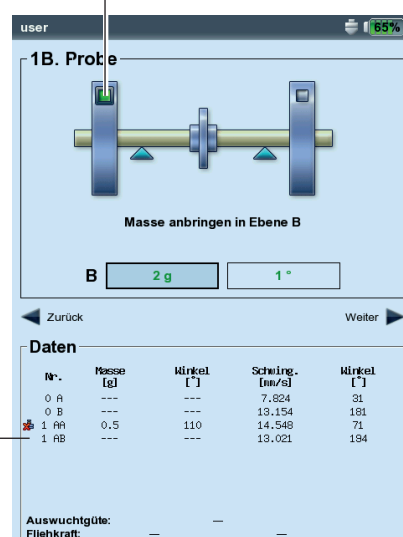 user 65%
1B. Probe
Masse anbringen in Ebene B
B 2 g 1 °
Zurück Weiter
Daten
Nr. Masse [g] Winkel [°] Schwing. [mm/s] Winkel [°]
0 A --- --- 7.824 31
0 B --- --- 13.154 181
1 AA 0.5 110 14.548 71
1 AB --- --- 13.021 194
Auswuchtgüte: —
Fliehkraft: — —